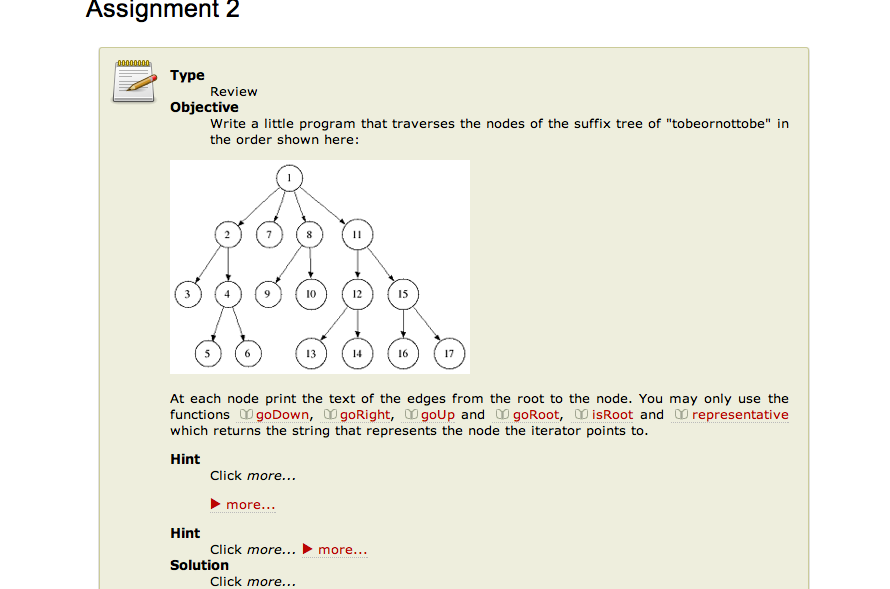 Assignment 2
Type
Review
Objective
Write a little program that traverses the nodes of the suffix tree of "tobeornottobe" in
the order shown here:
1
2 7 8 11
3 4 9 10 12 15
5 6 13 14 16 17
At each node print the text of the edges from the root to the node. You may only use the
functions goDown, goRight, goUp and goRoot, isRoot and representative
which returns the string that represents the node the iterator points to.
Hint
Click more...
more...
Hint
Click more... more...
Solution
Click more...